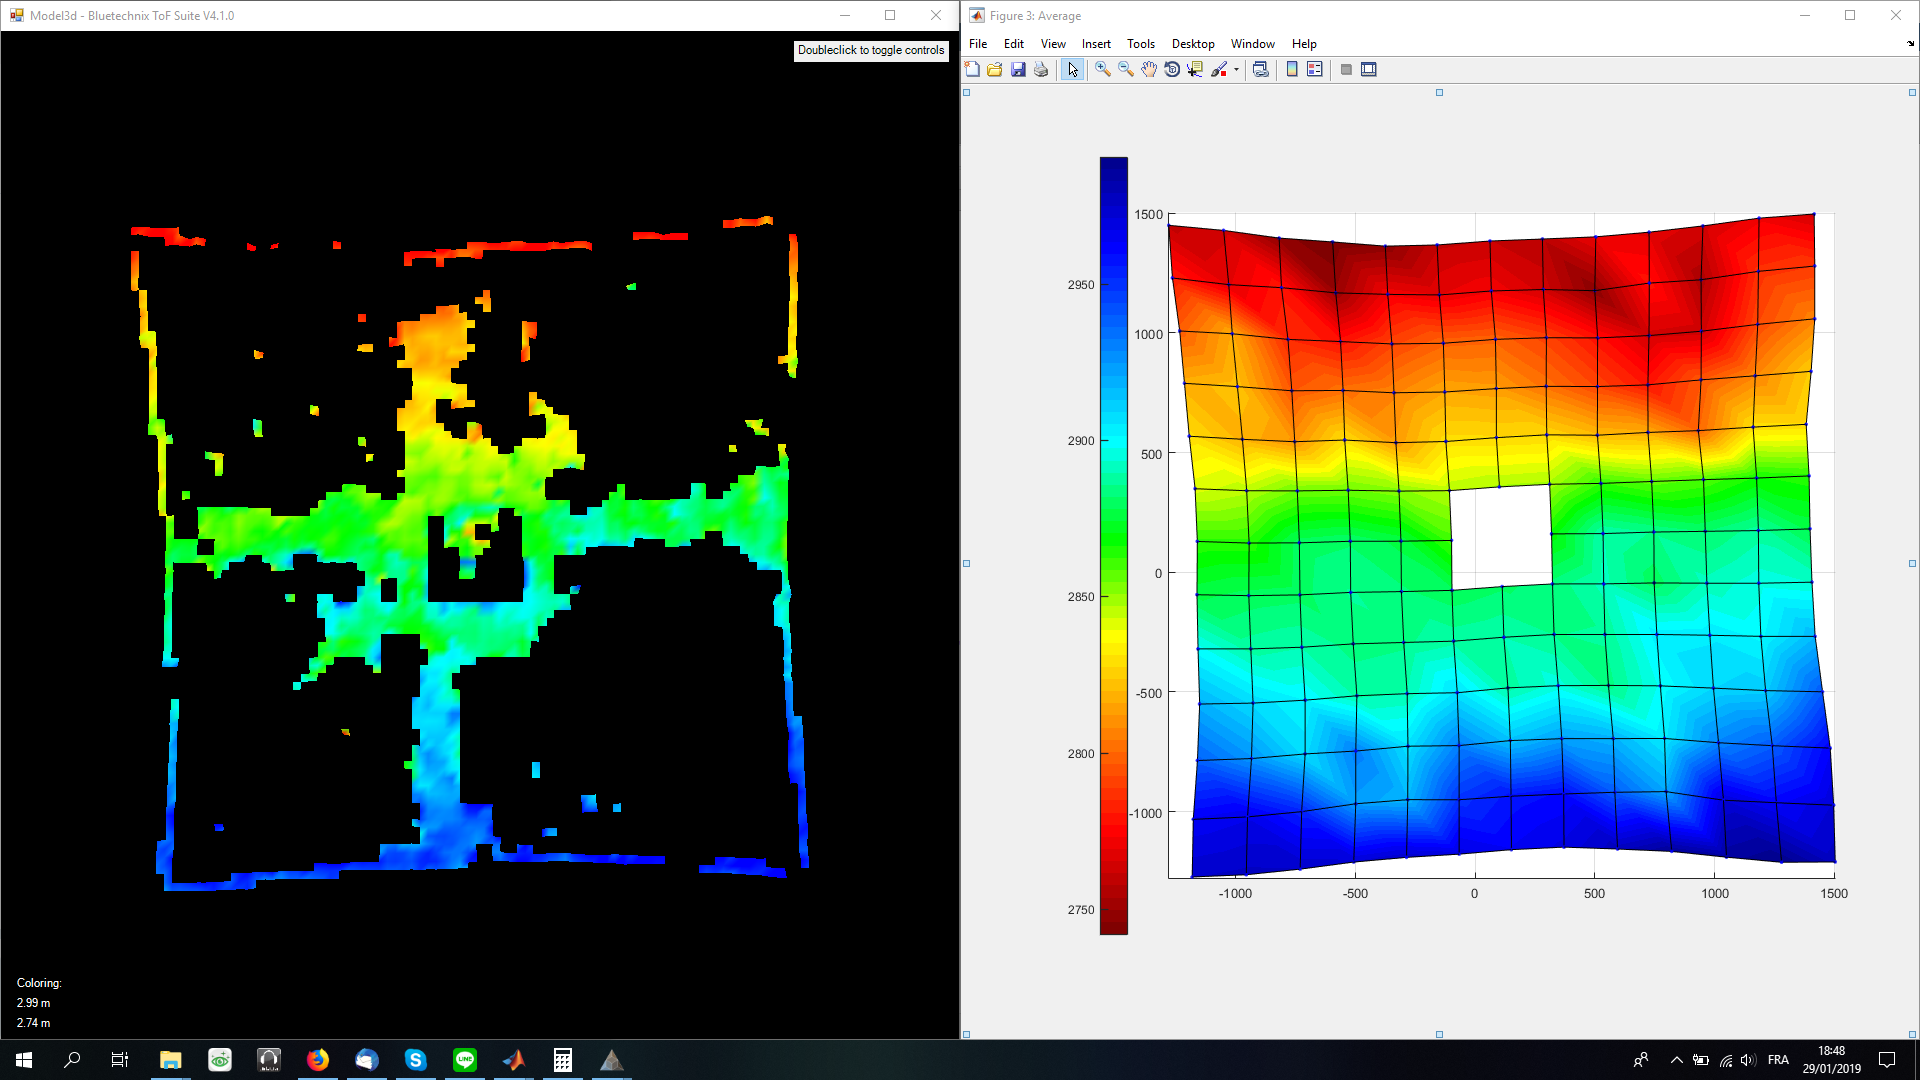 Model3d - Bluetechnix ToF Suite V4.1.0
Doubleclick to toggle controls
Coloring:
2.99 m
2.74 m
Figure 3: Average
File Edit View Insert Tools Desktop Window Help
2950
2900
2850
2800
2750
1500
1000
500
0
-500
-1000
-1000 -500 0 500 1000 1500
FRA
18:48
29/01/2019